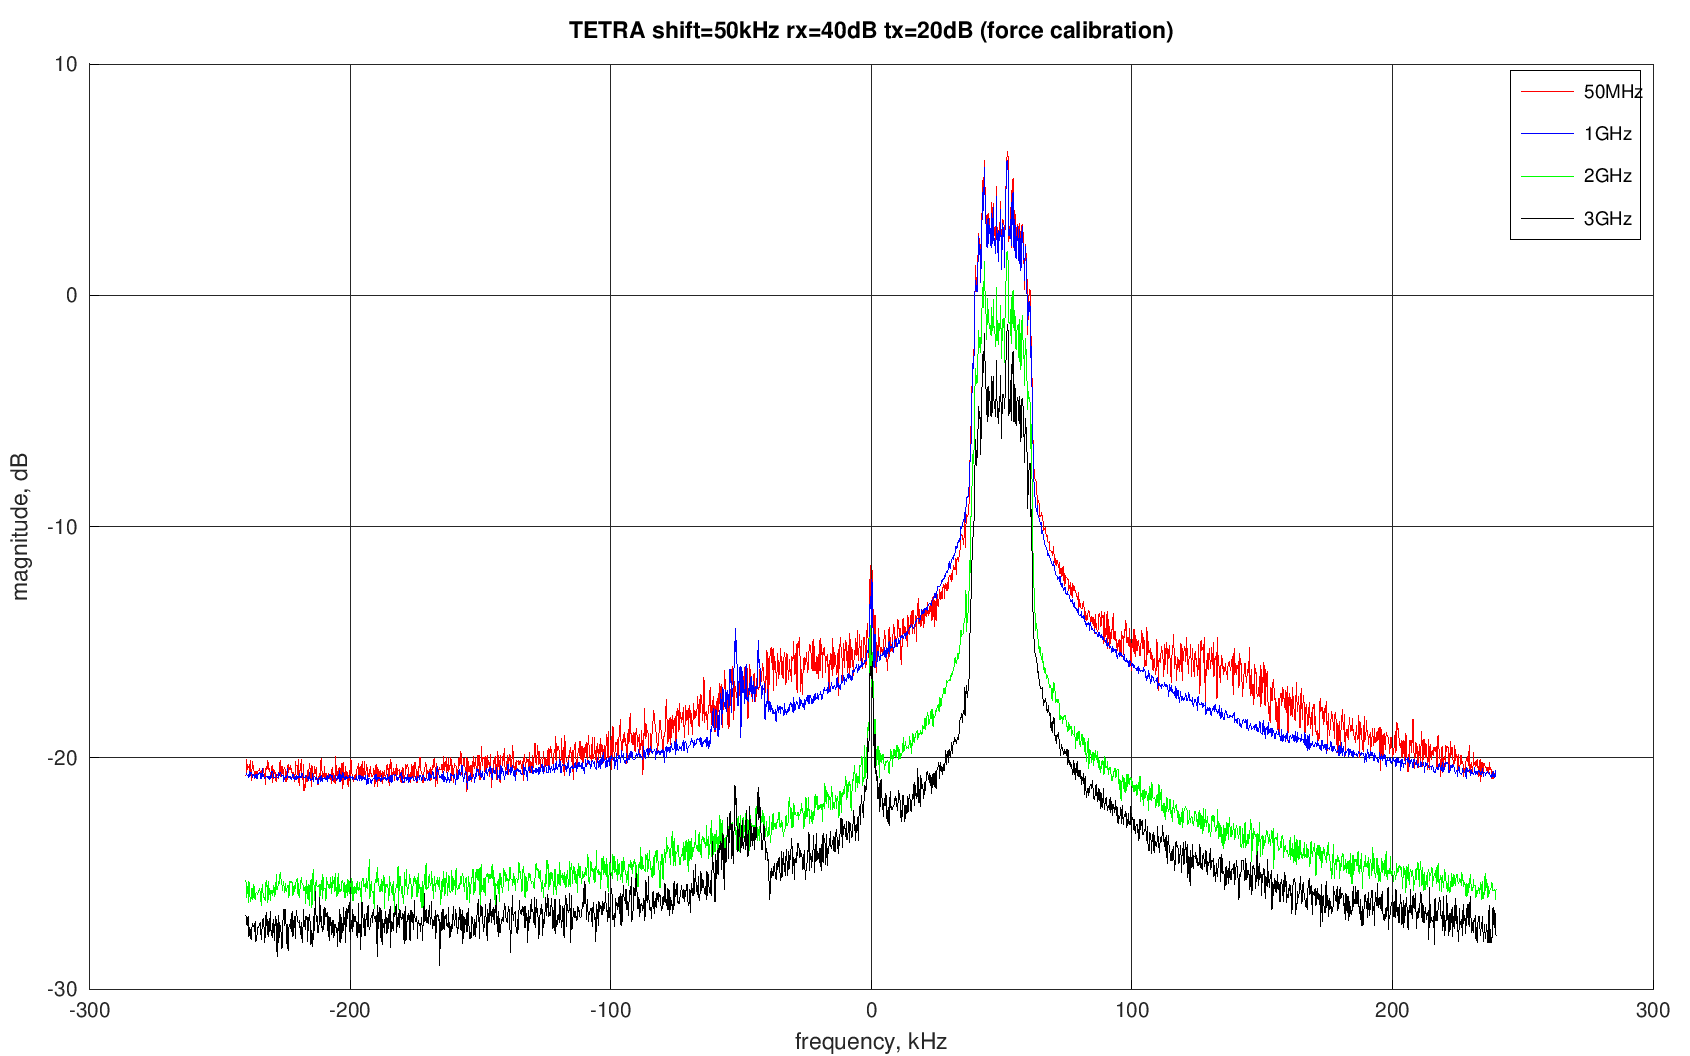 TETRA shift=50kHz rx=40dB tx=20dB (force calibration)
10
0
-10
-20
-30
magnitude, dB
50MHz
1GHz
2GHz
3GHz
-300
-200
-100
0
100
200
300
frequency, kHz